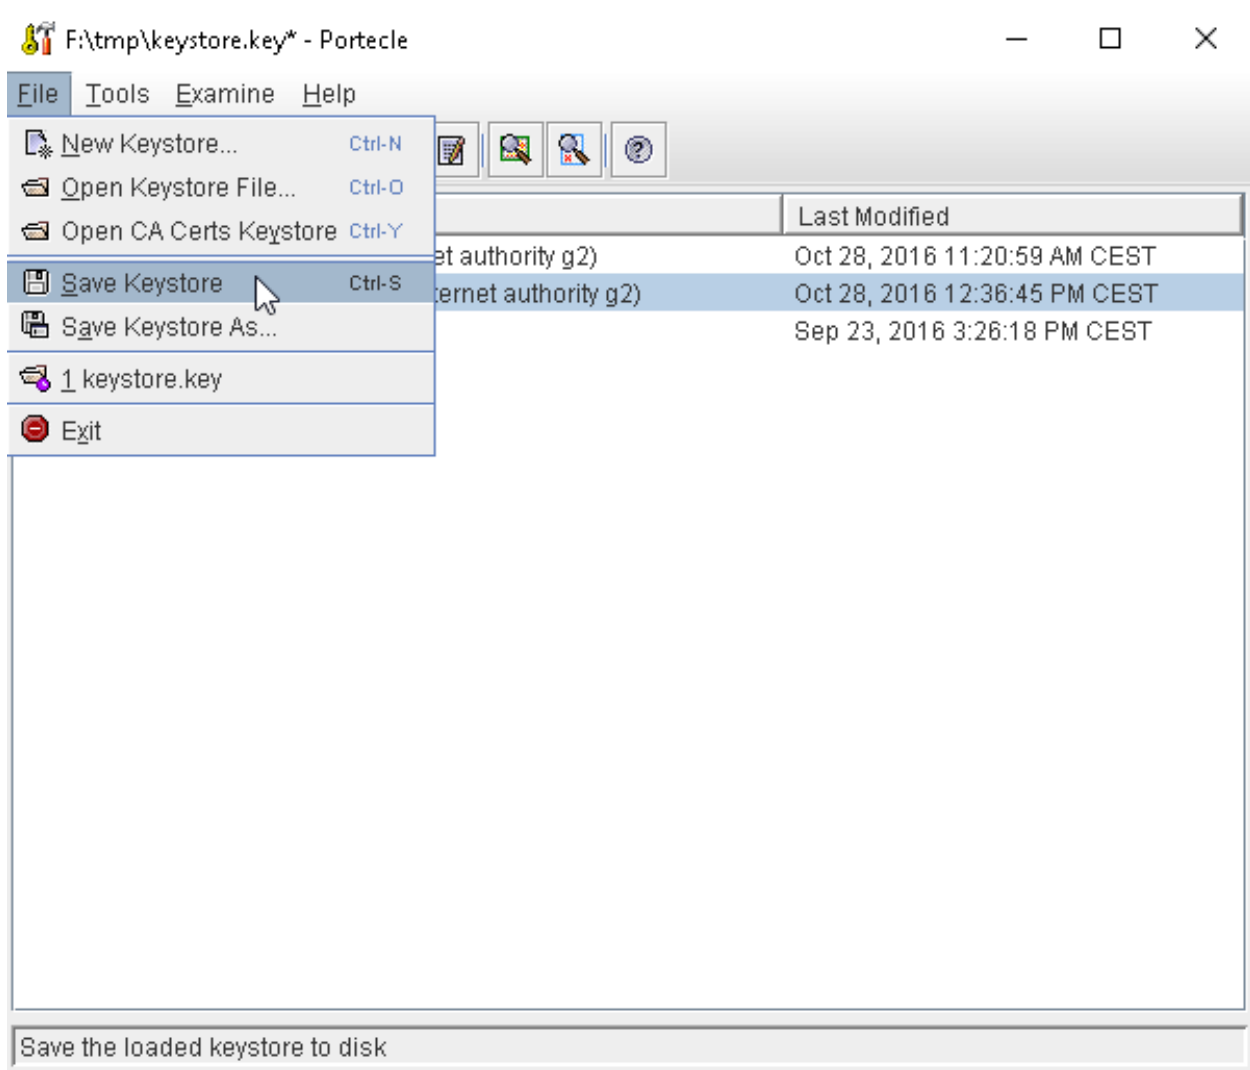 F:\tmp\keystore.key* - Portecle
File Tools Examine Help
New Keystore... Ctrl-N
Open Keystore File... Ctrl-O
Open CA Certs Keystore Ctrl-Y
Save Keystore Ctrl-S
Save Keystore As...
1 keystore.key
Exit
Last Modified
et authority g2) Oct 28, 2016 11:20:59 AM CEST
ernet authority g2) Oct 28, 2016 12:36:45 PM CEST
Sep 23, 2016 3:26:18 PM CEST
Save the loaded keystore to disk